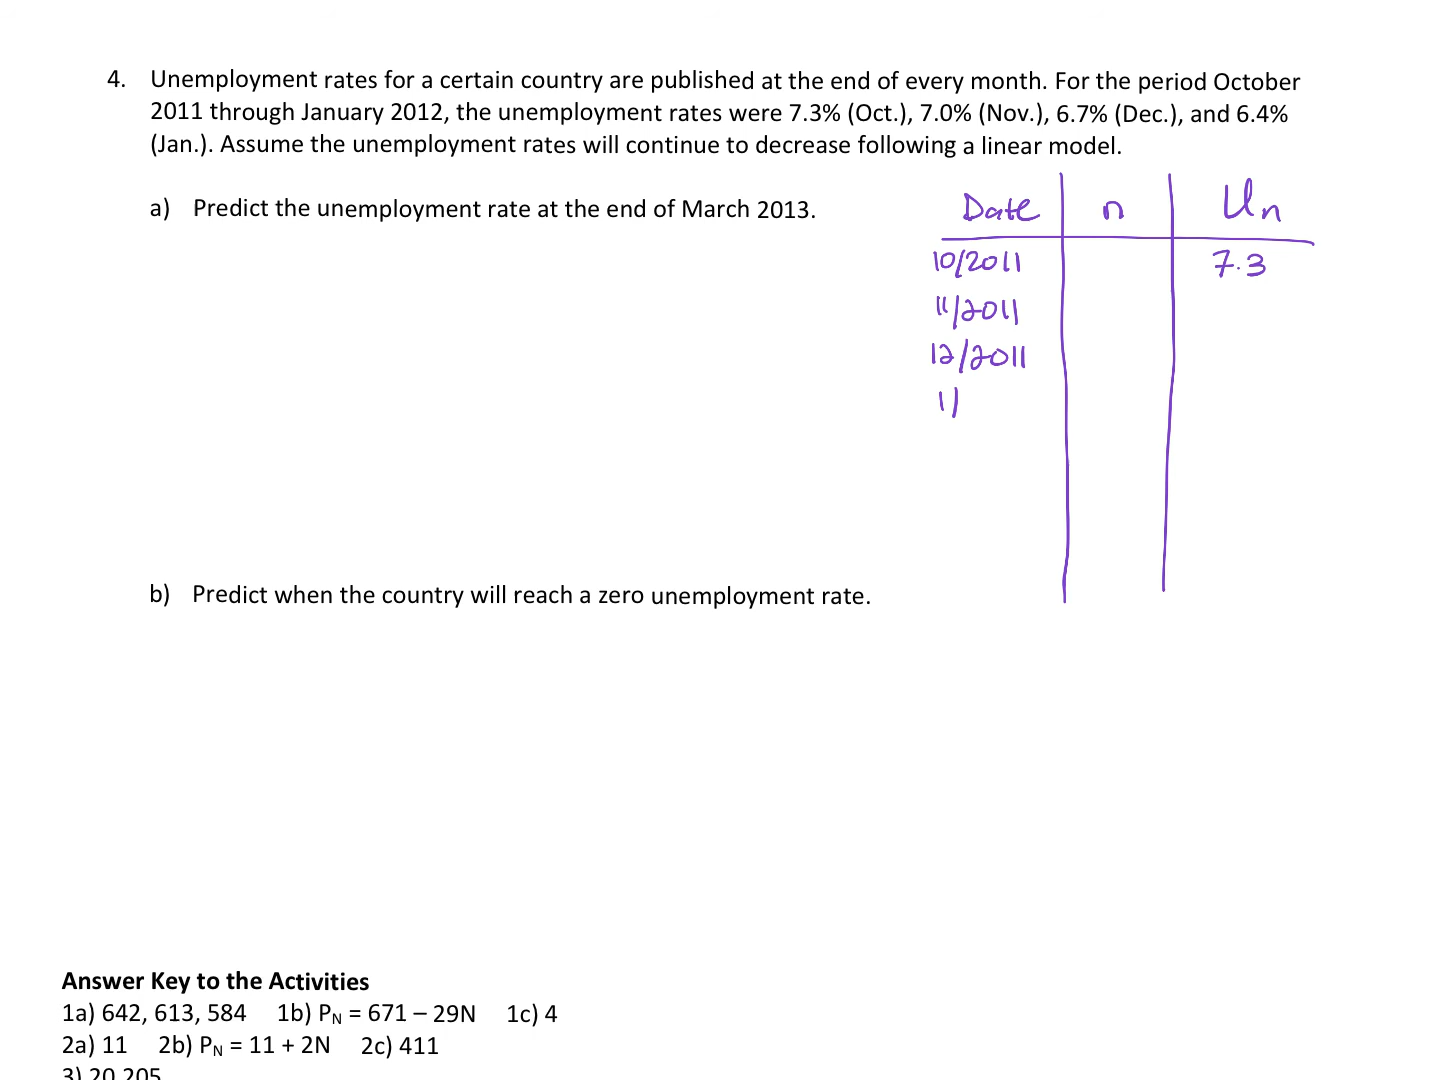 4. Unemployment rates for a certain country are published at the end of every month. For the period October
2011 through January 2012, the unemployment rates were 7.3% (Oct.), 7.0% (Nov.), 6.7% (Dec.), and 6.4%
(Jan.). Assume the unemployment rates will continue to decrease following a linear model.
a) Predict the unemployment rate at the end of March 2013.
Date n Un
10/2011 7.3
11/2011
12/2011
1/
b) Predict when the country will reach a zero unemployment rate.
Answer Key to the Activities
1a) 642, 613, 584 1b) PN = 671 – 29N 1c) 4
2a) 11 2b) PN = 11 + 2N 2c) 411
3) 20,205